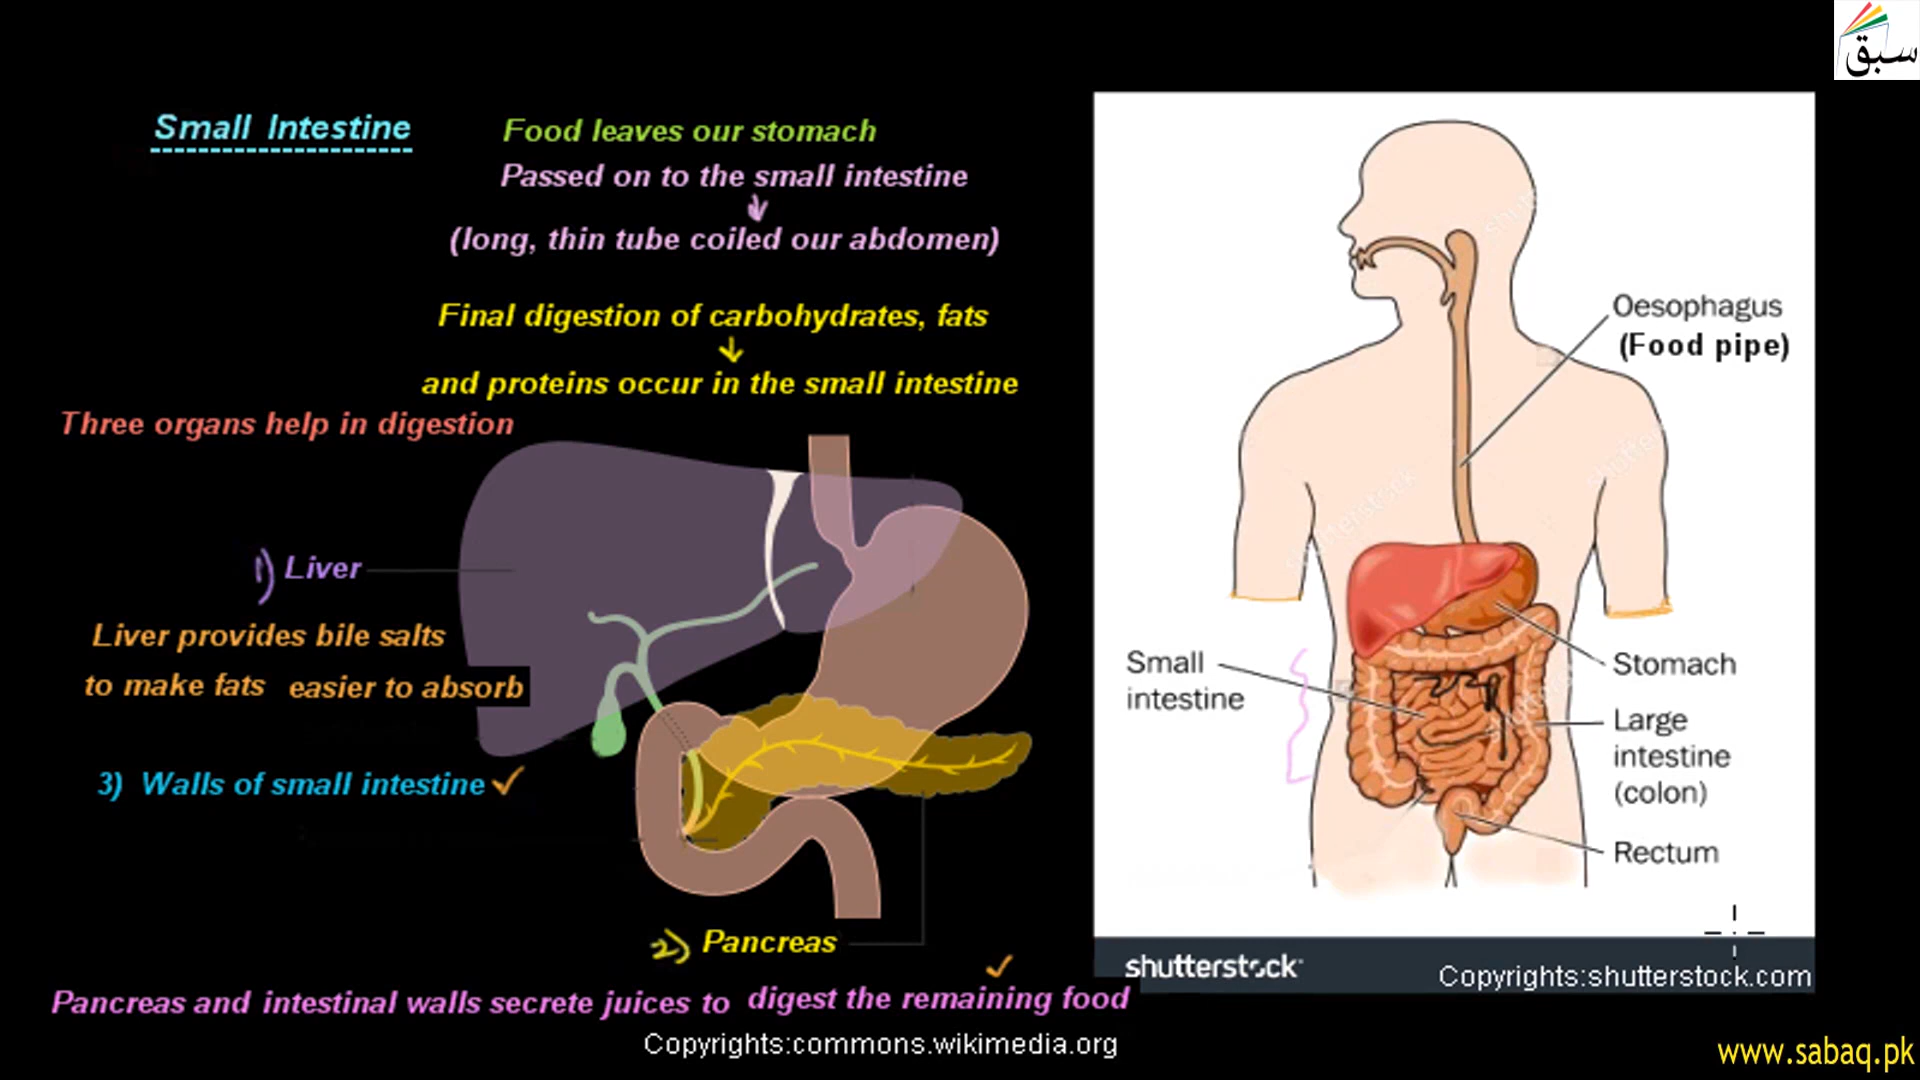 سبق
Small Intestine
Food leaves our stomach
Passed on to the small intestine
(long, thin tube coiled our abdomen)
Final digestion of carbohydrates, fats
and proteins occur in the small intestine
Three organs help in digestion
1) Liver
Liver provides bile salts
to make fats easier to absorb
3) Walls of small intestine
2) Pancreas
Pancreas and intestinal walls secrete juices to digest the remaining food
Copyrights:commons.wikimedia.org
Oesophagus
(Food pipe)
Small
intestine
Stomach
Large
intestine
(colon)
Rectum
shutterstock
shutterstock
shutterstock
Copyrights:shutterstock.com
www.sabaq.pk